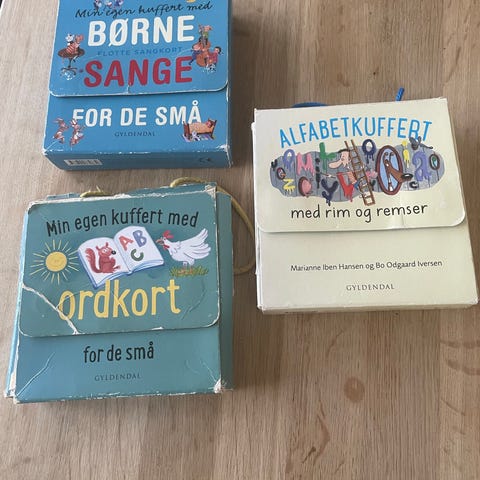 Min egen kuffert med
BØRNE
FLOTTE SANGKORT
SANGE
FOR DE SMÅ
GYLDENDAL
CE
ALFABETKUFFERT
med rim og remser
Marianne Iben Hansen og Bo Odgaard Iversen
GYLDENDAL
Min egen kuffert med
A B
C
ordkort
for de små
GYLDENDAL